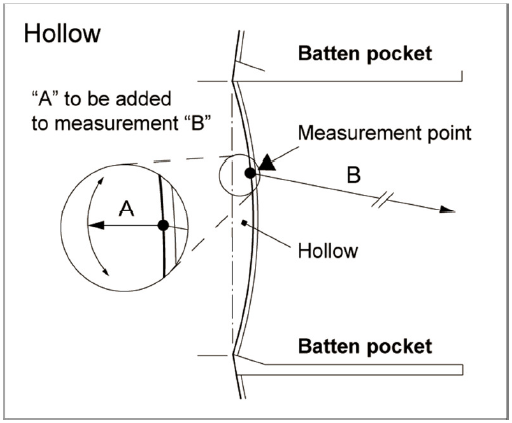 Hollow
Batten pocket
“A” to be added
to measurement “B”
Measurement point
B
A
Hollow
Batten pocket